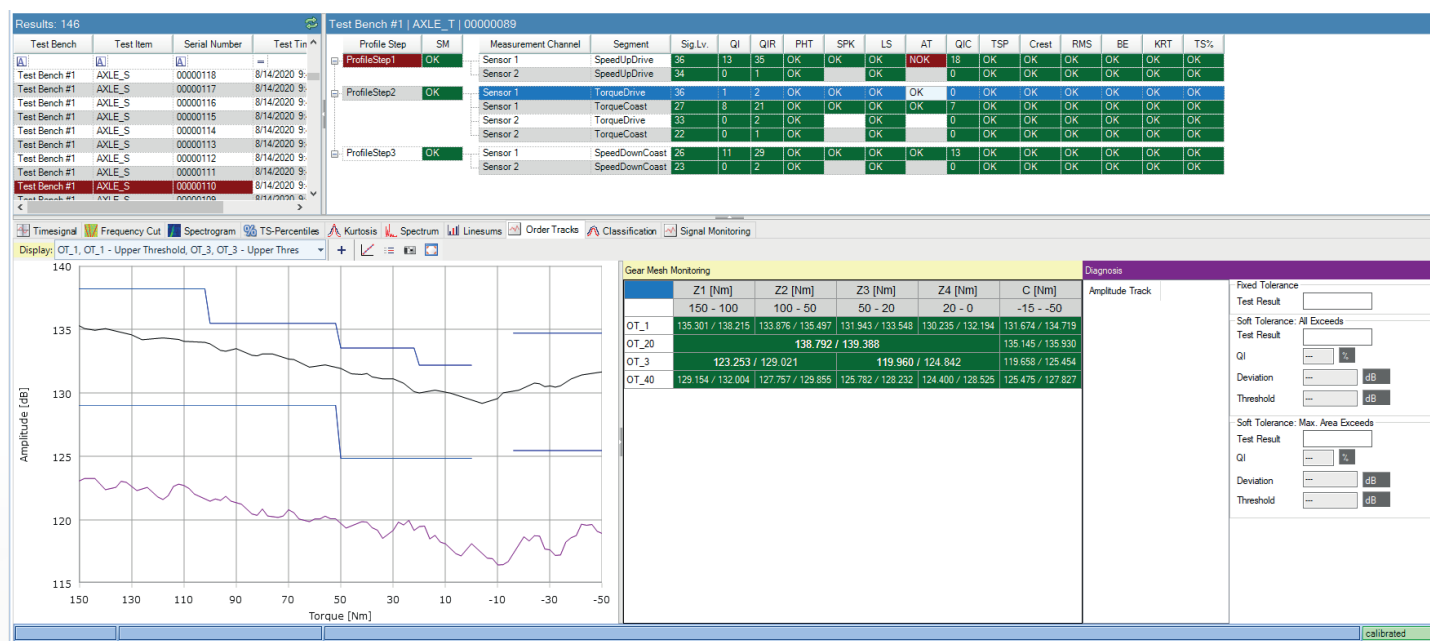 Results: 146
Test Bench Test Item Serial Number Test Tim
A A A =
Test Bench #1 AXLE_S 00000118 8/14/2020 9:
Test Bench #1 AXLE_S 00000117 8/14/2020 9:
Test Bench #1 AXLE_S 00000116 8/14/2020 9:
Test Bench #1 AXLE_S 00000115 8/14/2020 9:
Test Bench #1 AXLE_S 00000114 8/14/2020 9:
Test Bench #1 AXLE_S 00000113 8/14/2020 9:
Test Bench #1 AXLE_S 00000112 8/14/2020 9:
Test Bench #1 AXLE_S 00000111 8/14/2020 9:
Test Bench #1 AXLE_S 00000110 8/14/2020 9:
Test Bench #1 AXLE_S 00000109 8/14/2020 9:
Test Bench #1 | AXLE_T | 00000089
Profile Step SM Measurement Channel Segment Sig.Lv. QI QIR PHT SPK LS AT QIC TSP Crest RMS BE KRT TS%
ProfileStep1 OK Sensor 1 SpeedUpDrive 36 13 35 OK OK OK NOK 18 OK OK OK OK OK OK
Sensor 2 SpeedUpDrive 34 0 1 OK OK 0 OK OK OK OK OK OK
ProfileStep2 OK Sensor 1 TorqueDrive 36 1 2 OK OK OK OK 0 OK OK OK OK OK OK
Sensor 1 TorqueCoast 27 8 21 OK OK OK OK 7 OK OK OK OK OK OK
Sensor 2 TorqueDrive 33 0 2 OK OK 0 OK OK OK OK OK OK
Sensor 2 TorqueCoast 22 0 1 OK OK 0 OK OK OK OK OK OK
ProfileStep3 OK Sensor 1 SpeedDownCoast 26 11 29 OK OK OK OK 13 OK OK OK OK OK OK
Sensor 2 SpeedDownCoast 23 0 2 OK OK 0 OK OK OK OK OK OK
Timesignal Frequency Cut Spectrogram TS-Percentiles Kurtosis Spectrum Linesums Order Tracks Classification Signal Monitoring
Display: OT_1, OT_1 - Upper Threshold, OT_3, OT_3 - Upper Thres
140
135
130
125
120
115
Amplitude [dB]
150 130 110 90 70 50 30 10 -10 -30 -50
Torque [Nm]
Gear Mesh Monitoring
Z1 [Nm] Z2 [Nm] Z3 [Nm] Z4 [Nm] C [Nm]
150 - 100 100 - 50 50 - 20 20 - 0 -15 - -50
OT_1 135.301 / 138.215 133.876 / 135.497 131.943 / 133.548 130.235 / 132.194 131.674 / 134.719
OT_20 138.792 / 139.388 135.145 / 135.930
OT_3 123.253 / 129.021 119.960 / 124.842 119.658 / 125.454
OT_40 129.154 / 132.004 127.757 / 129.855 125.782 / 128.232 124.400 / 128.525 125.475 / 127.827
Diagnosis
Amplitude Track
Fixed Tolerance
Test Result
Soft Tolerance: All Exceeds
Test Result
QI --- %
Deviation --- dB
Threshold --- dB
Soft Tolerance: Max. Area Exceeds
Test Result
QI --- %
Deviation --- dB
Threshold --- dB
calibrated